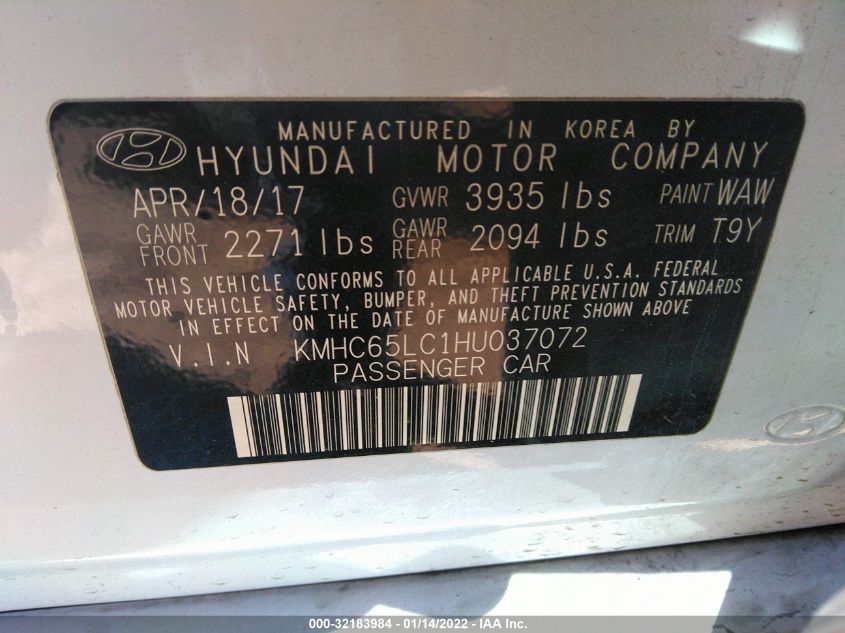 MANUFACTURED IN KOREA BY
HYUNDAI MOTOR COMPANY
APR/18/17 GVWR 3935 lbs PAINT WAW
GAWR FRONT 2271 lbs GAWR REAR 2094 lbs TRIM T9Y
THIS VEHICLE CONFORMS TO ALL APPLICABLE U.S.A. FEDERAL
MOTOR VEHICLE SAFETY, BUMPER, AND THEFT PREVENTION STANDARDS
IN EFFECT ON THE DATE OF MANUFACTURE SHOWN ABOVE
V.I.N KMHC65LC1HU037072
PASSENGER CAR
000-32183984 - 01/14/2022 - IAA Inc.